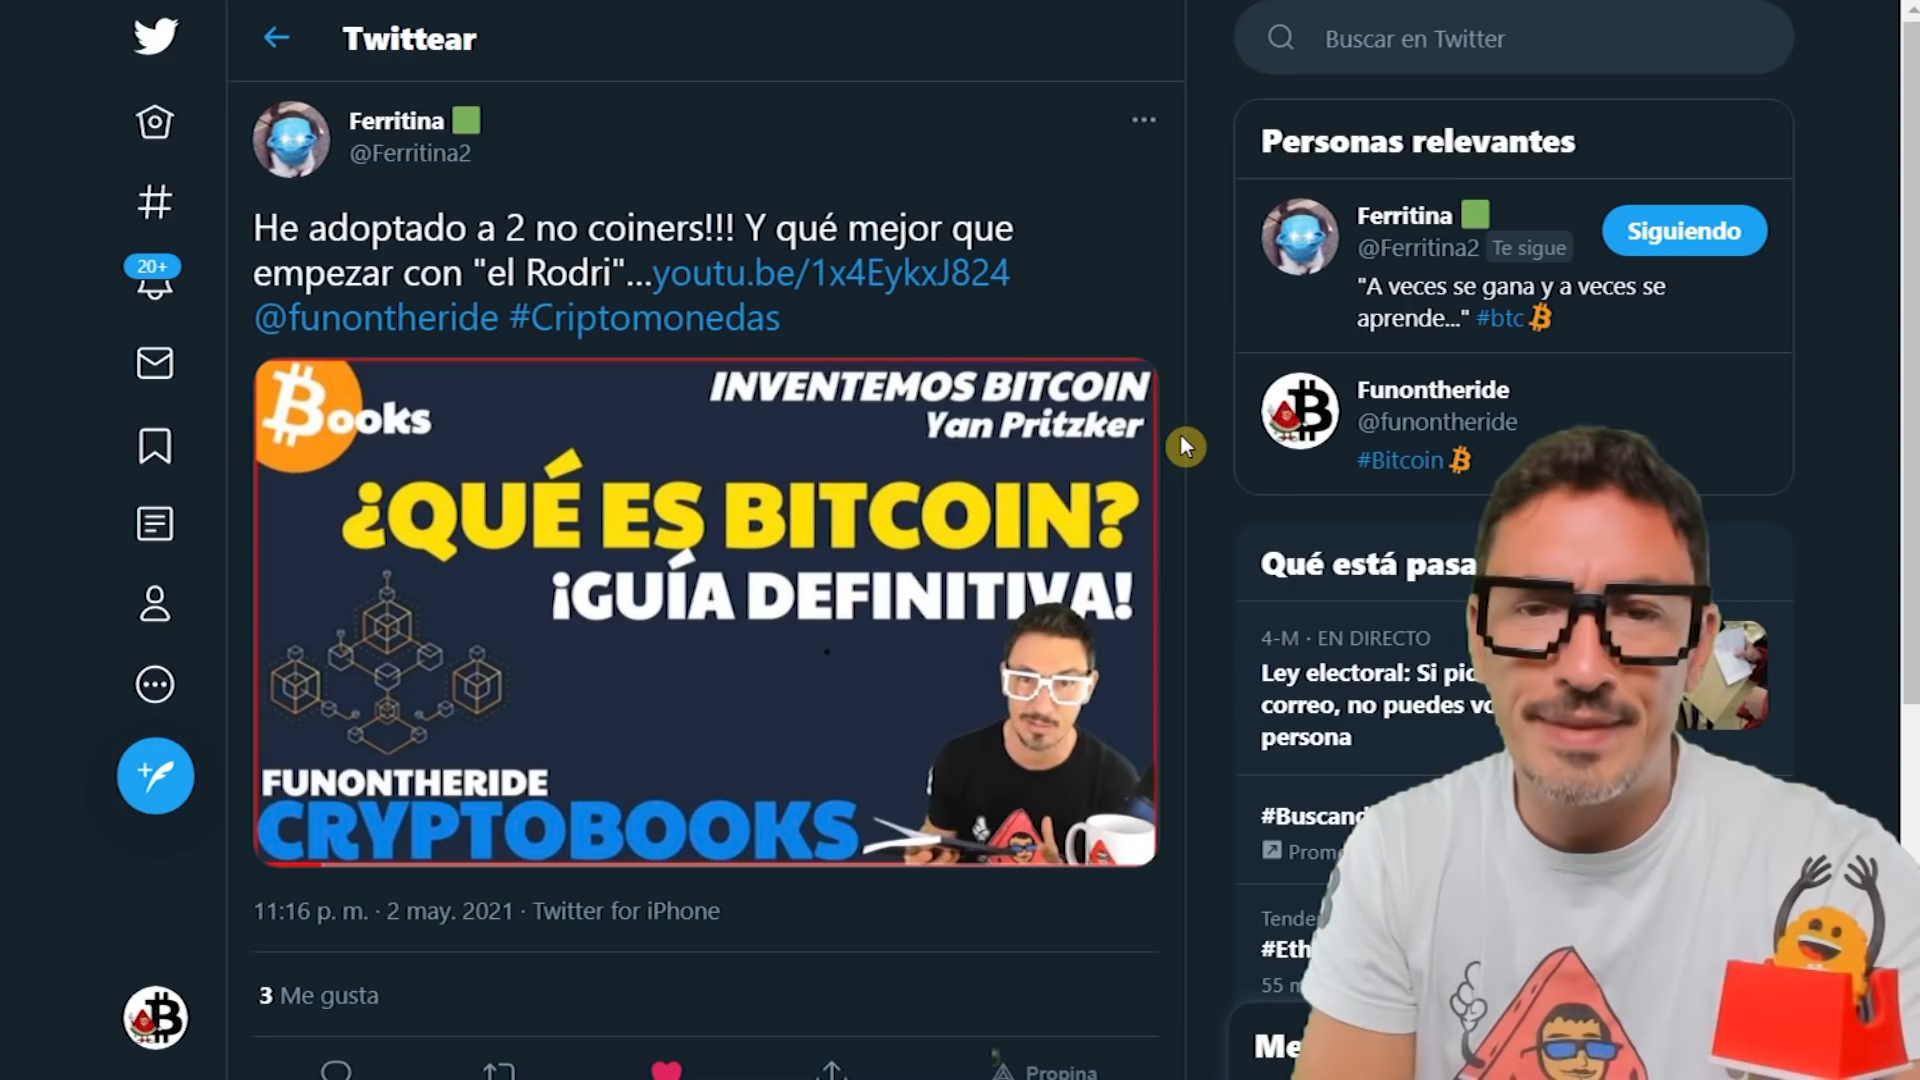 Twittear
Ferritina
@Ferritina2
He adoptado a 2 no coiners!!! Y qué mejor que
empezar con "el Rodri"...youtu.be/1x4EykxJ824
@funontheride #Criptomonedas
Books
INVENTEMOS BITCOIN
Yan Pritzker
¿QUÉ ES BITCOIN?
¡GUÍA DEFINITIVA!
FUNONTHERIDE
CRYPTOBOOKS
11:16 p. m. · 2 may. 2021 · Twitter for iPhone
3 Me gusta
Propina
20+
Buscar en Twitter
Personas relevantes
Ferritina
@Ferritina2 Te sigue
Siguiendo
"A veces se gana y a veces se
aprende..." #btc
Funontheride
@funontheride
#Bitcoin
Qué está pasa
4-M · EN DIRECTO
Ley electoral: Si pid
correo, no puedes vo
persona
#Buscand
Promo
Tende
#Eth
55 m
Me